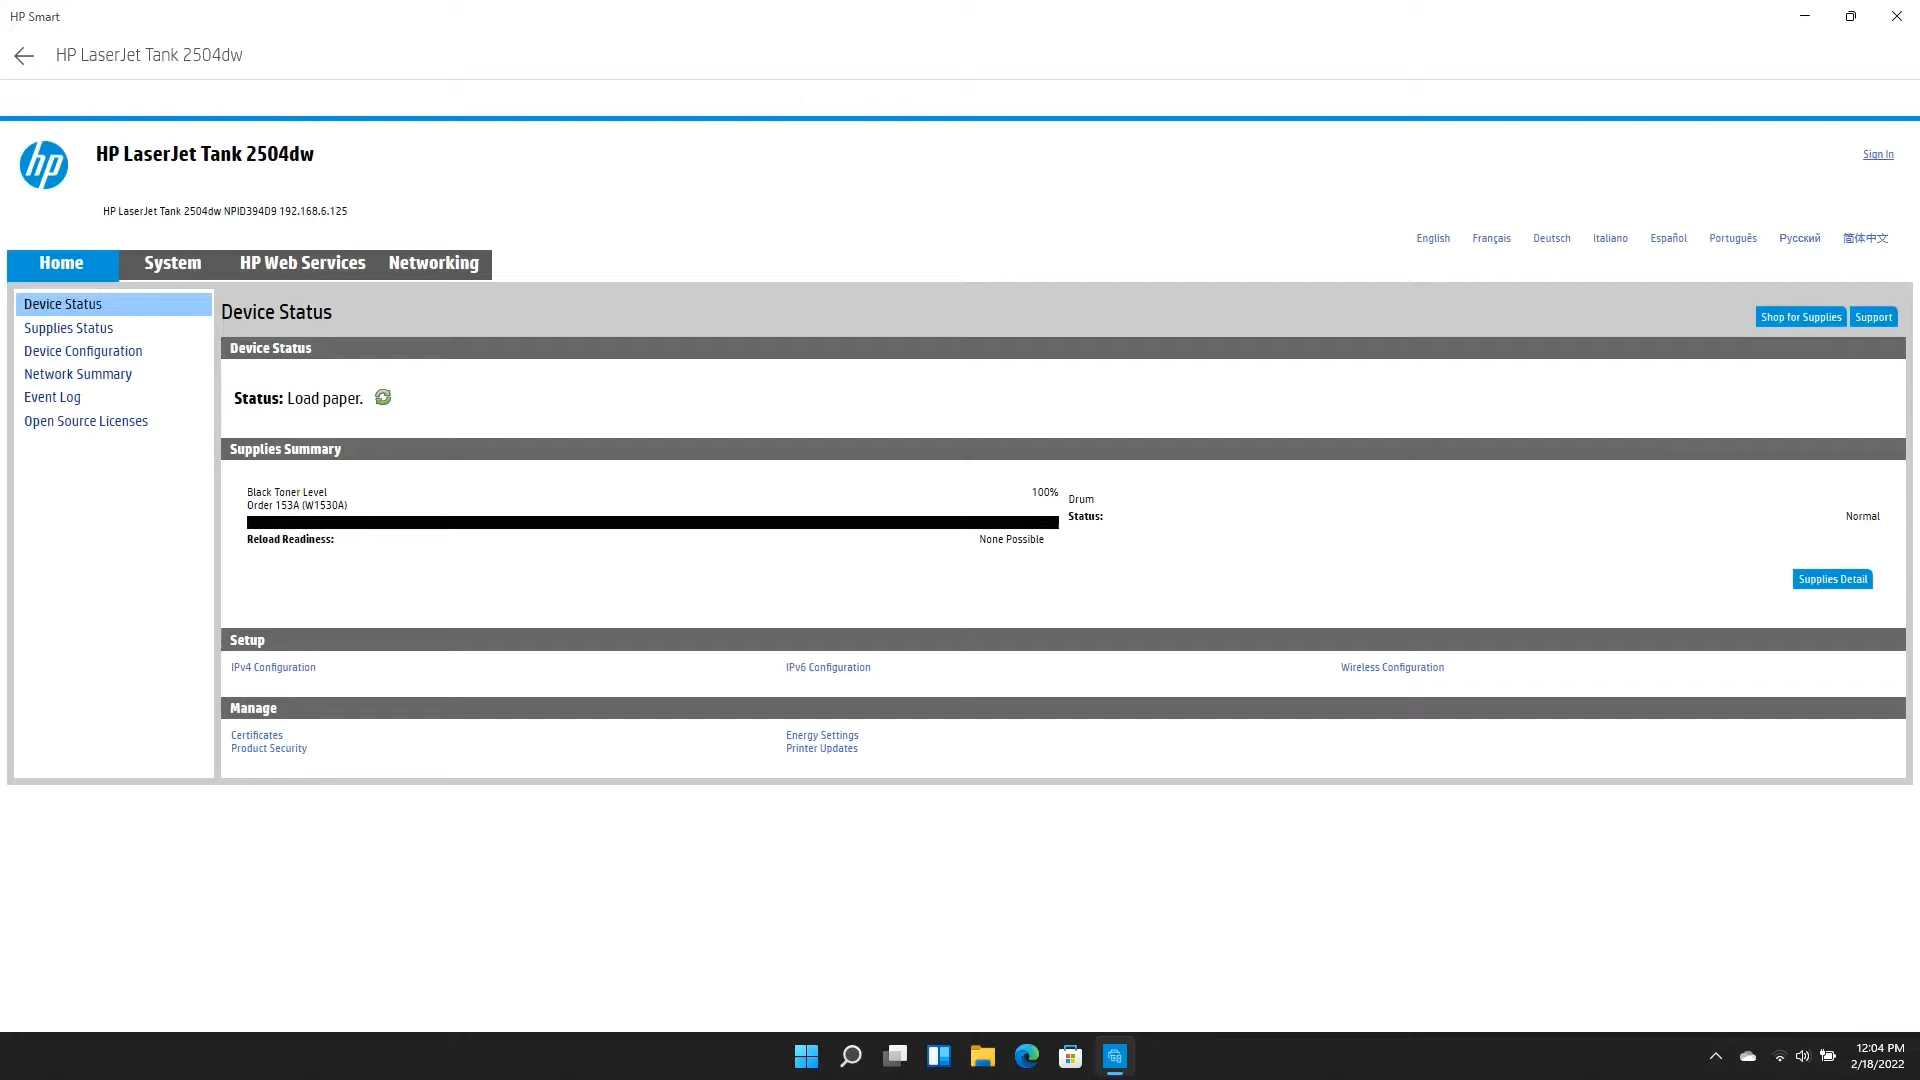 HP Smart
HP LaserJet Tank 2504dw
hp
HP LaserJet Tank 2504dw
Sign In
HP LaserJet Tank 2504dw NPID394D9 192.168.6.125
English Français Deutsch Italiano Español Português Русский 简体中文
Home System HP Web Services Networking
Device Status
Supplies Status
Device Configuration
Network Summary
Event Log
Open Source Licenses
Device Status
Shop for Supplies Support
Device Status
Status: Load paper.
Supplies Summary
Black Toner Level 100%
Order 153A (W1530A)
Reload Readiness: None Possible
Drum
Status: Normal
Supplies Detail
Setup
IPv4 Configuration IPv6 Configuration Wireless Configuration
Manage
Certificates Energy Settings
Product Security Printer Updates
12:04 PM
2/18/2022